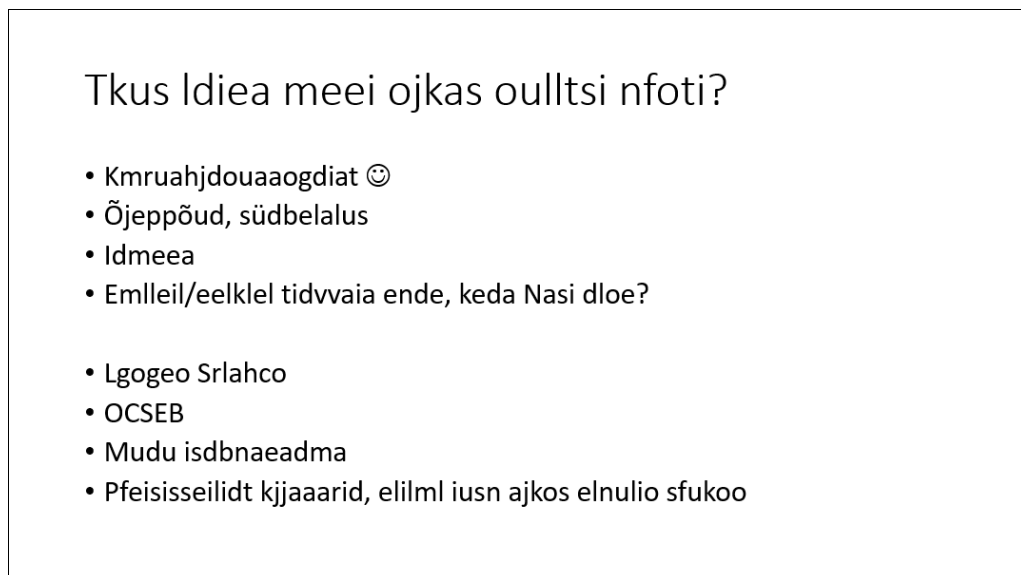 Tkus ldiea meei ojkas oulltsi nfoti?
• Kmruahjdouaaogdiat ☺
• Õjeppõud, südbelalus
• Idmeea
• Emlleil/eelklel tidvvaia ende, keda Nasi dloe?
• Lgogeo Srlahco
• OCSEB
• Mudu isdbnaeadma
• Pfeisisseilidt kjjaaarid, elilml iusn ajkos elnulio sfukoo